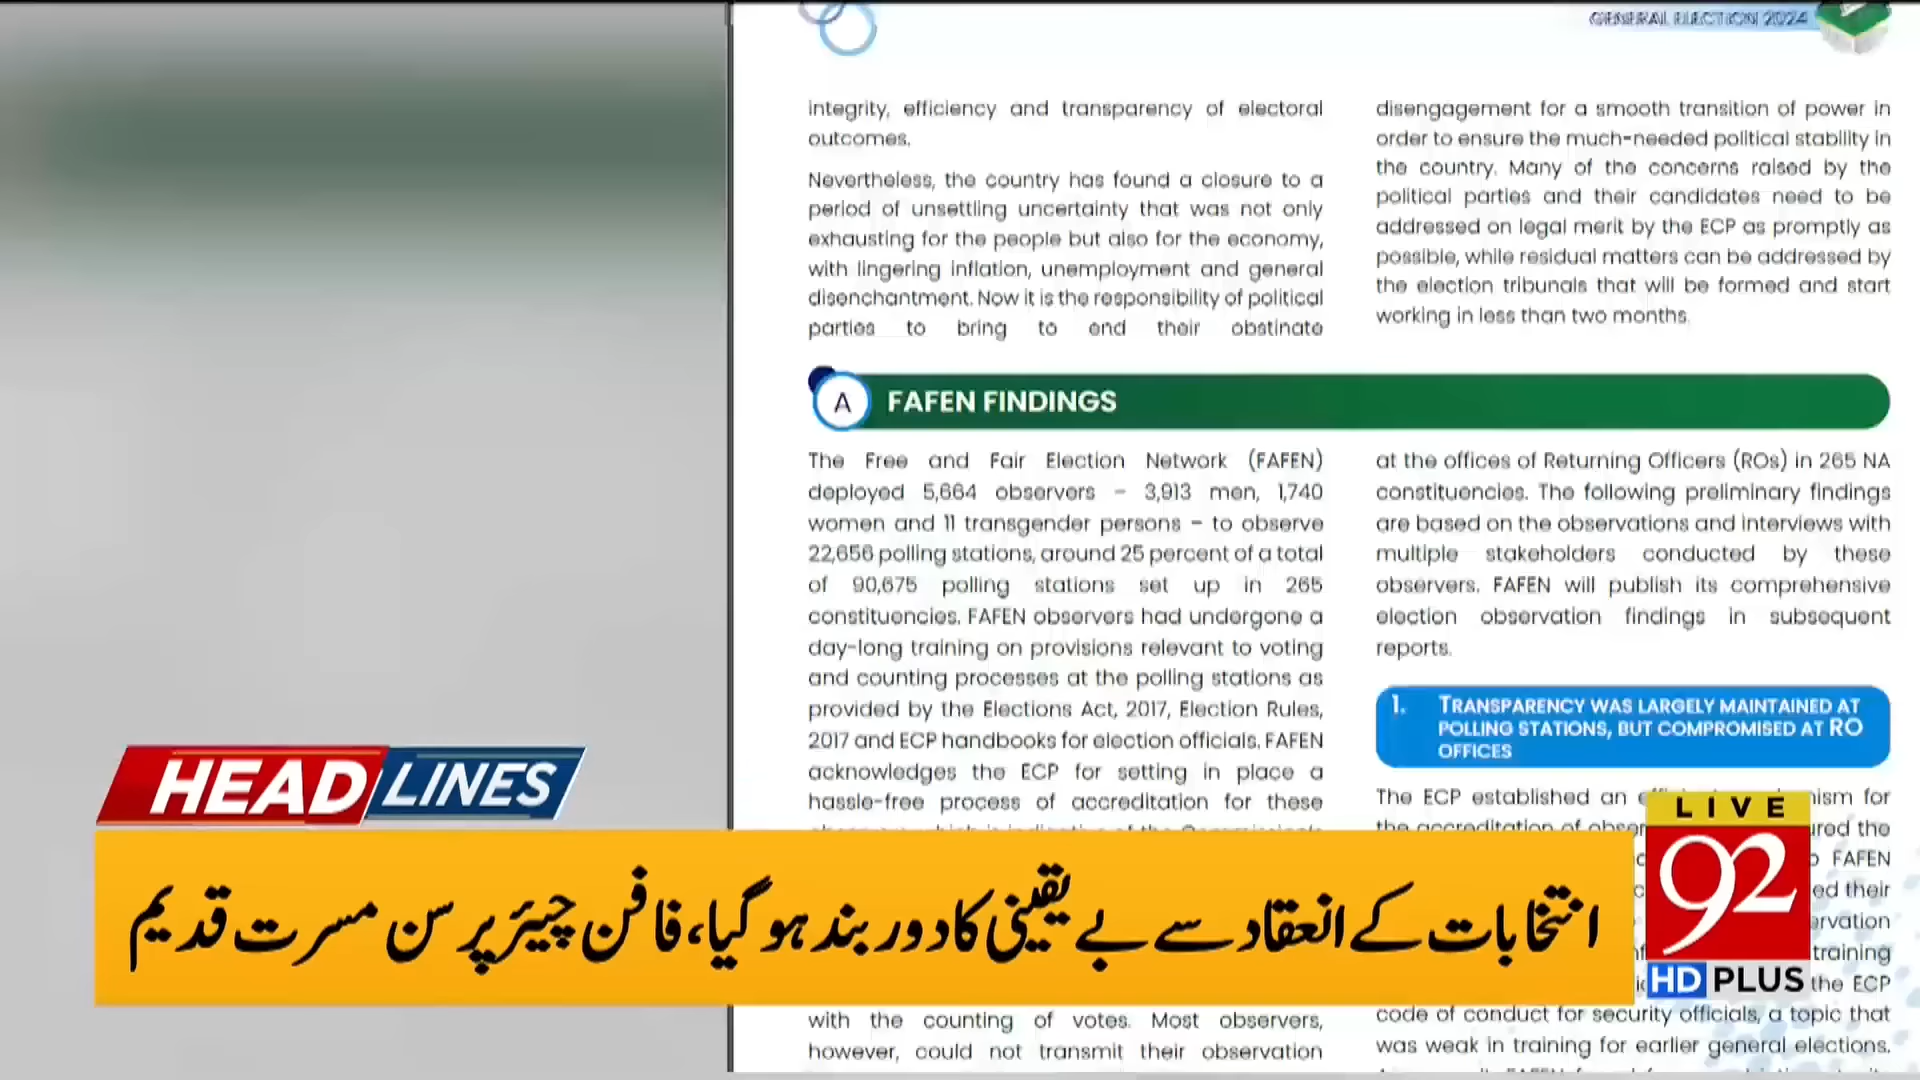 GENERAL ELECTION 2024
integrity, efficiency and transparency of electoral
outcomes.
Nevertheless, the country has found a closure to a
period of unsettling uncertainty that was not only
exhausting for the people but also for the economy,
with lingering inflation, unemployment and general
disenchantment. Now it is the responsibility of political
parties to bring to end their obstinate
disengagement for a smooth transition of power in
order to ensure the much-needed political stability in
the country. Many of the concerns raised by the
political parties and their candidates need to be
addressed on legal merit by the ECP as promptly as
possible, while residual matters can be addressed by
the election tribunals that will be formed and start
working in less than two months.
A FAFEN FINDINGS
The Free and Fair Election Network (FAFEN)
deployed 5,664 observers – 3,913 men, 1,740
women and 11 transgender persons – to observe
22,656 polling stations, around 25 percent of a total
of 90,675 polling stations set up in 265
constituencies. FAFEN observers had undergone a
day-long training on provisions relevant to voting
and counting processes at the polling stations as
provided by the Elections Act, 2017, Election Rules,
2017 and ECP handbooks for election officials. FAFEN
acknowledges the ECP for setting in place a
hassle-free process of accreditation for these
with the counting of votes. Most observers,
however, could not transmit their observation
at the offices of Returning Officers (ROs) in 265 NA
constituencies. The following preliminary findings
are based on the observations and interviews with
multiple stakeholders conducted by these
observers. FAFEN will publish its comprehensive
election observation findings in subsequent
reports.
1. TRANSPARENCY WAS LARGELY MAINTAINED AT
POLLING STATIONS, BUT COMPROMISED AT RO
OFFICES
The ECP established an
the accreditation of
the
FAFEN
their
training
the ECP
code of conduct for security officials, a topic that
was weak in training for earlier general elections.
HEADLINES
انتخابات کے انعقاد سے بے یقینی کا دور بند ہو گیا، فافن چیئر پرسن مسرت قدیم
LIVE
92
HD PLUS